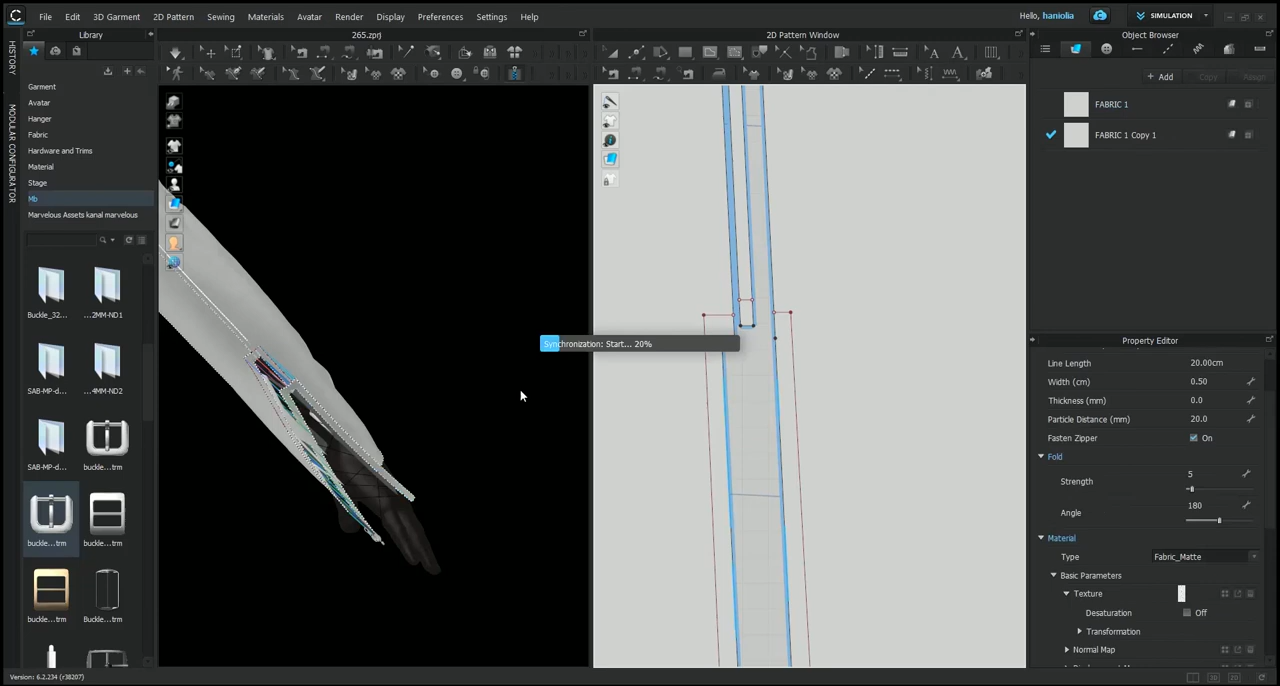 File Edit 3D Garment 2D Pattern Sewing Materials Avatar Render Display Preferences Settings Help
Hello, haniolia
SIMULATION
Library
265.zprj
2D Pattern Window
Object Browser
HISTORY
MODULAR CONFIGURATOR
Garment
Avatar
Hanger
Fabric
Hardware and Trims
Material
Stage
Mb
Marvelous Assets kanal marvelous
Buckle_32... ...2MM-ND1
SAB-MP-d... ...4MM-ND2
SAB-MP-d... buckle...trm
buckle...trm buckle...trm
buckle...trm Buckle...trm
+ Add Copy Assign
FABRIC 1
FABRIC 1 Copy 1
Synchronization: Start... 20%
Property Editor
Line Length 20.00cm
Width (cm) 0.50
Thickness (mm) 0.0
Particle Distance (mm) 20.0
Fasten Zipper On
Fold
Strength 5
Angle 180
Material
Type Fabric_Matte
Basic Parameters
Texture
Desaturation Off
Transformation
Normal Map
Version: 6.2.234 (r38207)
3D 2D